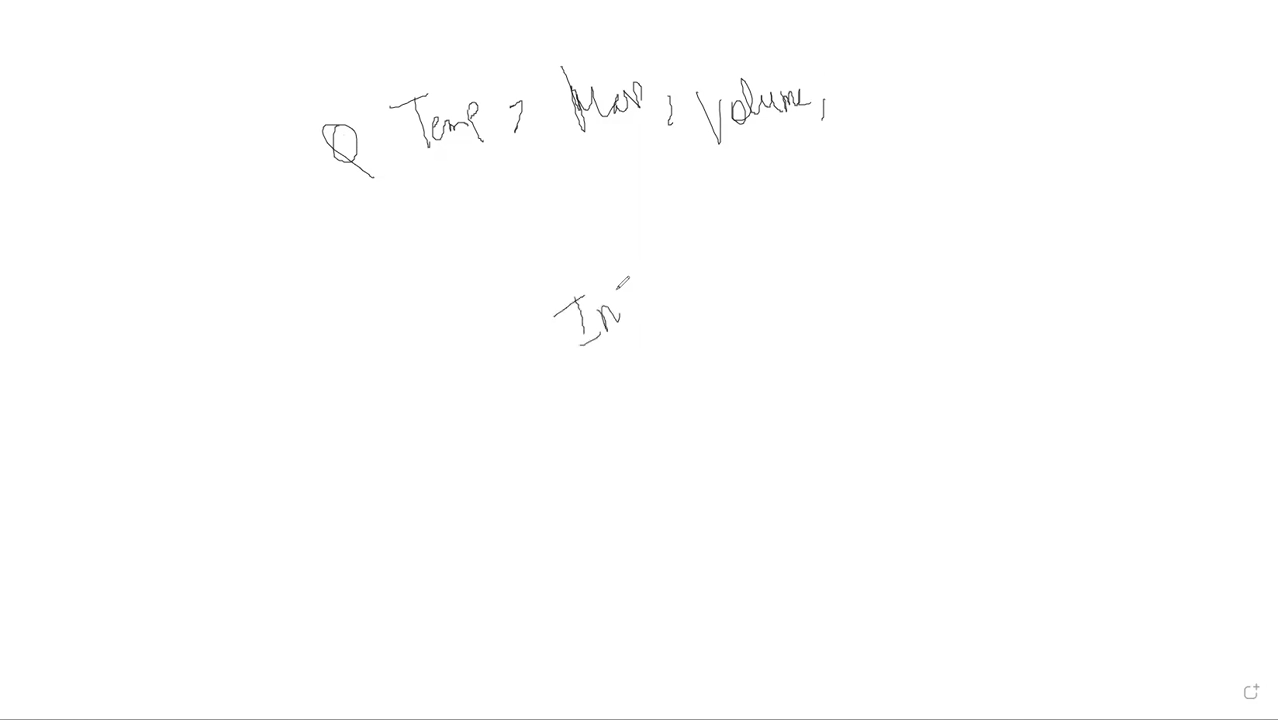 Q Temp, Mass, Volume,
In